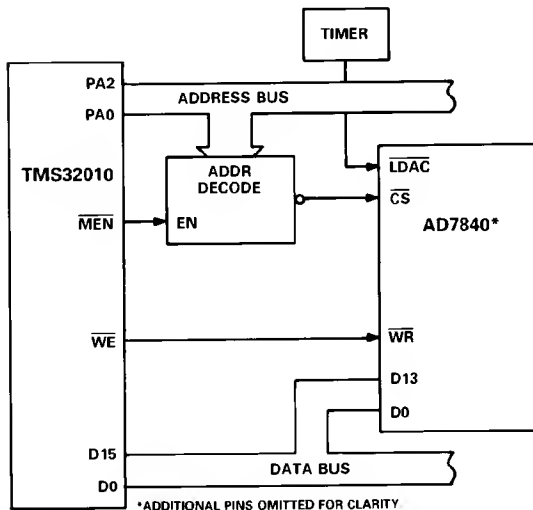 TIMER
PA2
ADDRESS BUS
PA0
TMS32010
ADDR
DECODE
LDAC
CS
AD7840*
MEN
EN
WE
WR
D13
D0
D15
DATA BUS
D0
*ADDITIONAL PINS OMITTED FOR CLARITY